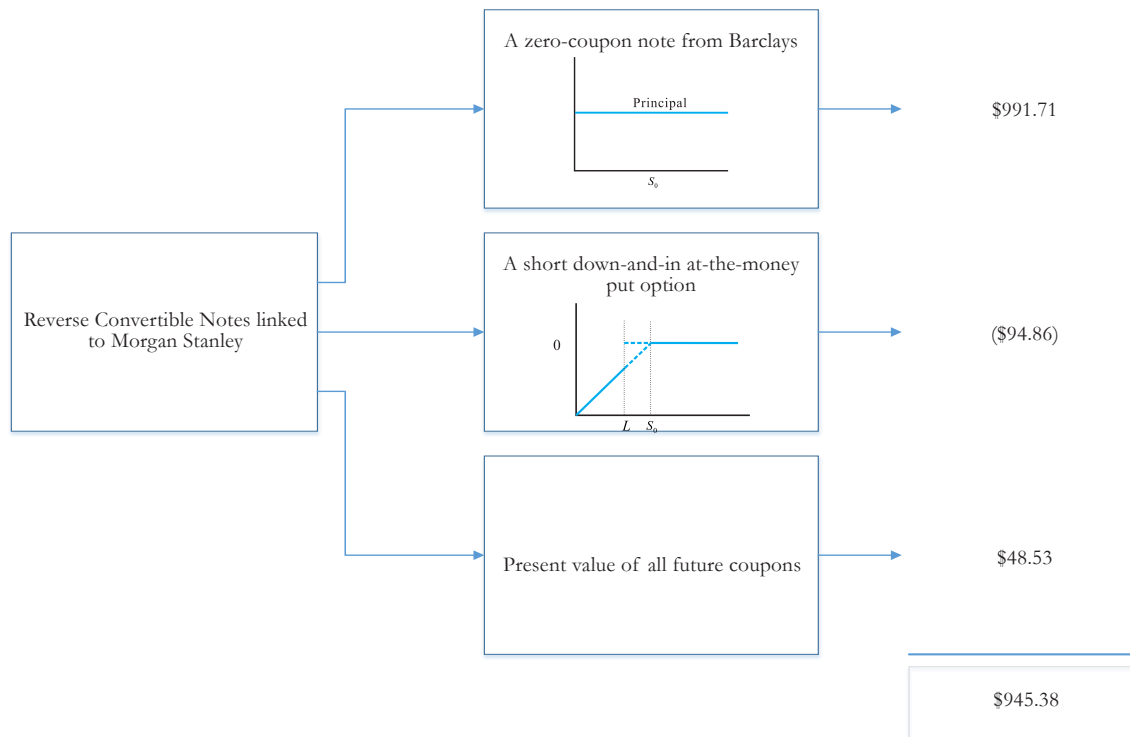 A zero-coupon note from Barclays
Principal
S₀
$991.71
Reverse Convertible Notes linked
to Morgan Stanley
A short down-and-in at-the-money
put option
0
L S₀
($94.86)
Present value of all future coupons
$48.53
$945.38